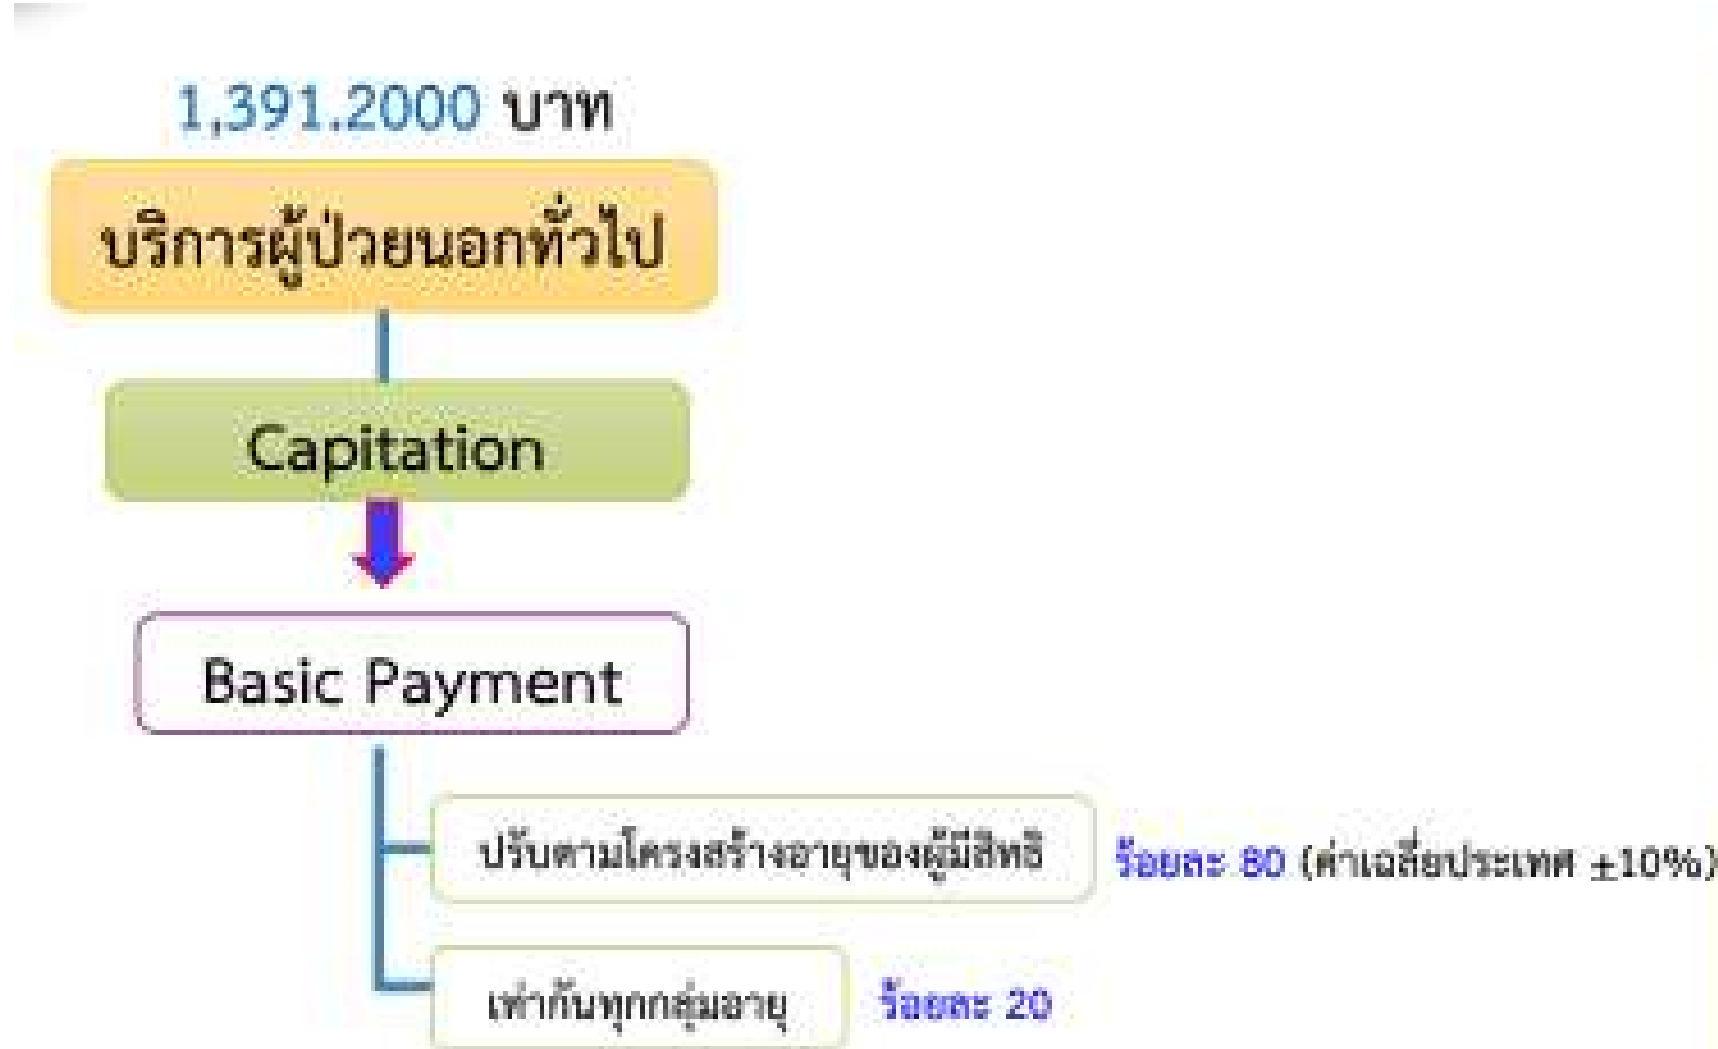 1,391.2000 บาท
บริการผู้ป่วยนอกทั่วไป
Capitation
Basic Payment
ปรับตามโครงสร้างอายุของผู้มีสิทธิ ร้อยละ 80 (ค่าเฉลี่ยประเทศ ±10%)
เท่ากันทุกกลุ่มอายุ ร้อยละ 20